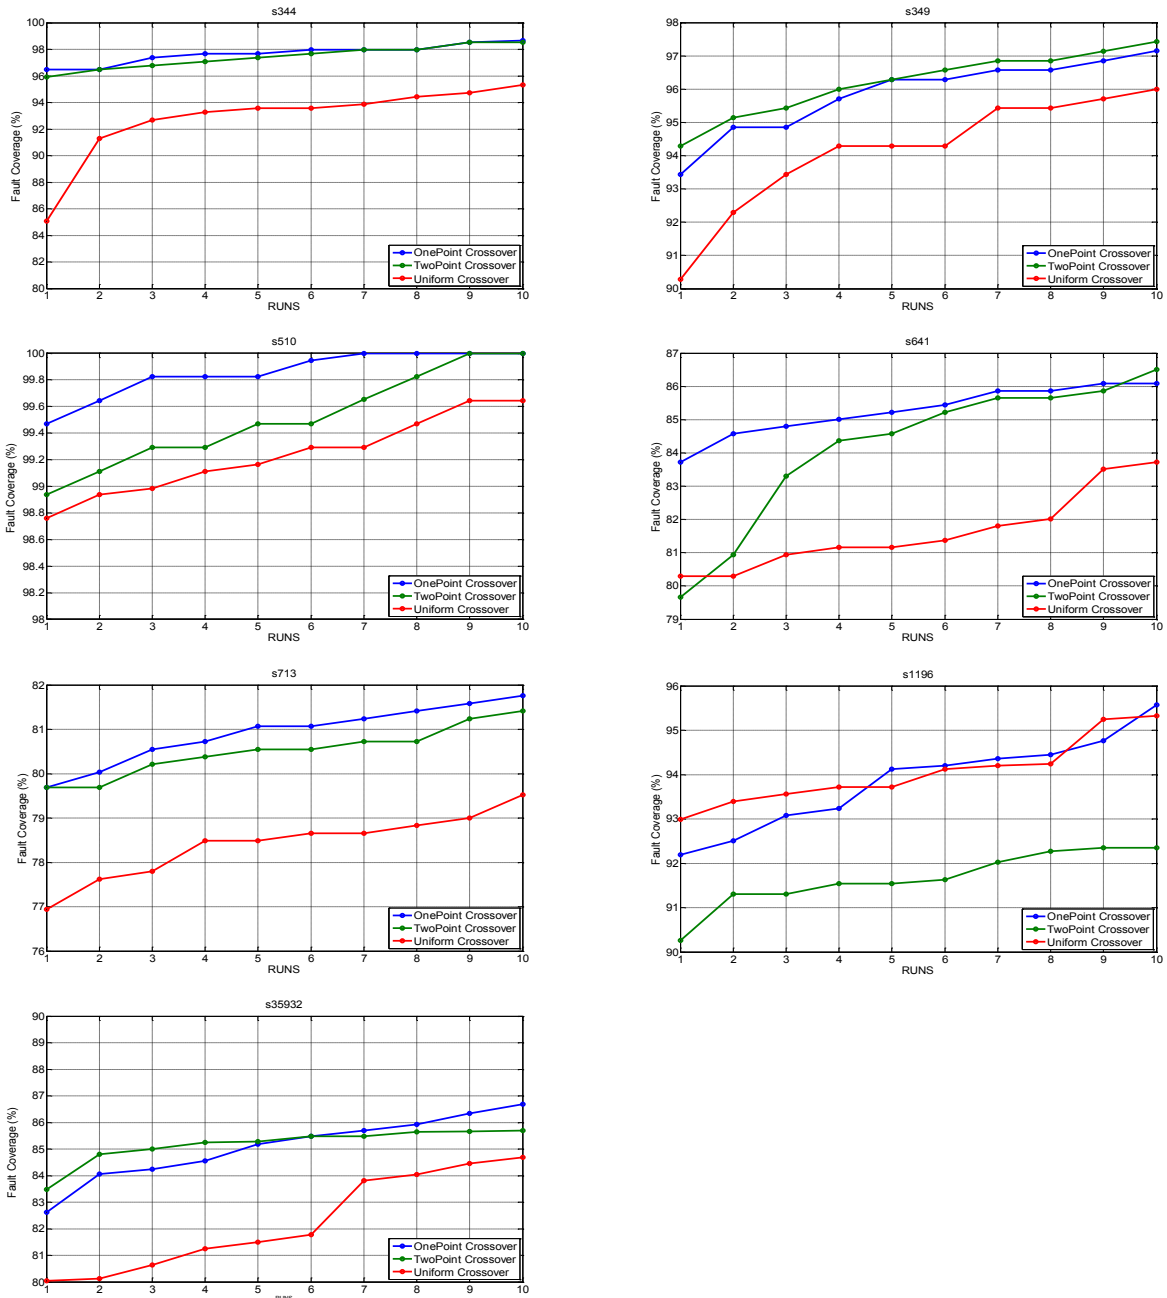 s344
Fault Coverage (%)
100
98
96
94
92
90
88
86
84
82
80
1 2 3 4 5 6 7 8 9 10
RUNS
OnePoint Crossover
TwoPoint Crossover
Uniform Crossover
s349
Fault Coverage (%)
98
97
96
95
94
93
92
91
90
1 2 3 4 5 6 7 8 9 10
RUNS
OnePoint Crossover
TwoPoint Crossover
Uniform Crossover
s510
Fault Coverage (%)
100
99.8
99.6
99.4
99.2
99
98.8
98.6
98.4
98.2
98
1 2 3 4 5 6 7 8 9 10
RUNS
OnePoint Crossover
TwoPoint Crossover
Uniform Crossover
s641
Fault Coverage (%)
87
86
85
84
83
82
81
80
79
1 2 3 4 5 6 7 8 9 10
RUNS
OnePoint Crossover
TwoPoint Crossover
Uniform Crossover
s713
Fault Coverage (%)
82
81
80
79
78
77
76
1 2 3 4 5 6 7 8 9 10
RUNS
OnePoint Crossover
TwoPoint Crossover
Uniform Crossover
s1196
Fault Coverage (%)
96
95
94
93
92
91
90
1 2 3 4 5 6 7 8 9 10
RUNS
OnePoint Crossover
TwoPoint Crossover
Uniform Crossover
s35932
Fault Coverage (%)
90
89
88
87
86
85
84
83
82
81
80
1 2 3 4 5 6 7 8 9 10
RUNS
OnePoint Crossover
TwoPoint Crossover
Uniform Crossover